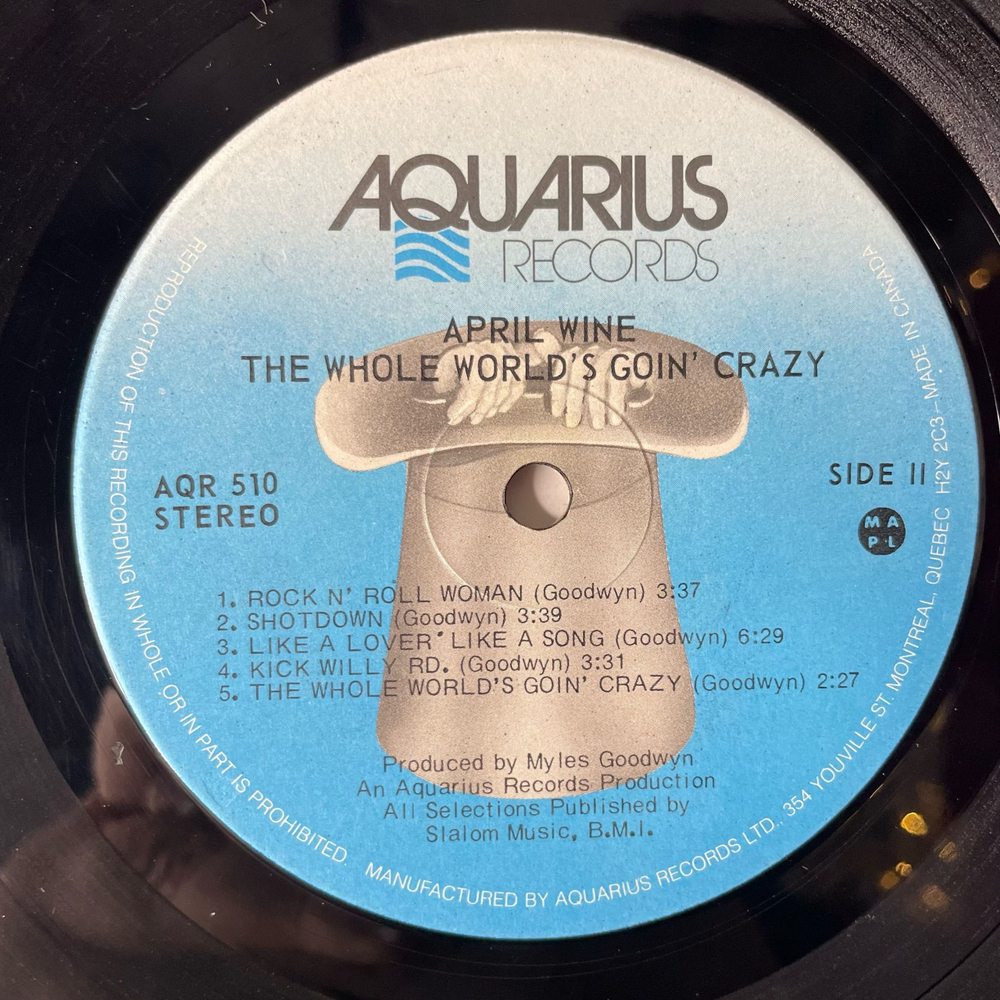 AQUARIUS
RECORDS
APRIL WINE
THE WHOLE WORLD'S GOIN' CRAZY
AQR 510
STEREO
SIDE II
M A
P L
1. ROCK N' ROLL WOMAN (Goodwyn) 3:37
2. SHOTDOWN (Goodwyn) 3:39
3. LIKE A LOVER' LIKE A SONG (Goodwyn) 6:29
4. KICK WILLY RD. (Goodwyn) 3:31
5. THE WHOLE WORLD'S GOIN' CRAZY (Goodwyn) 2:27
Produced by Myles Goodwyn
An Aquarius Records Production
All Selections Published by
Slalom Music, B.M.I.
REPRODUCTION OF THIS RECORDING IN WHOLE OR IN PART IS PROHIBITED. MANUFACTURED BY AQUARIUS RECORDS LTD., 354 YOUVILLE ST. MONTREAL, QUEBEC H2Y 2C3 - MADE IN CANADA